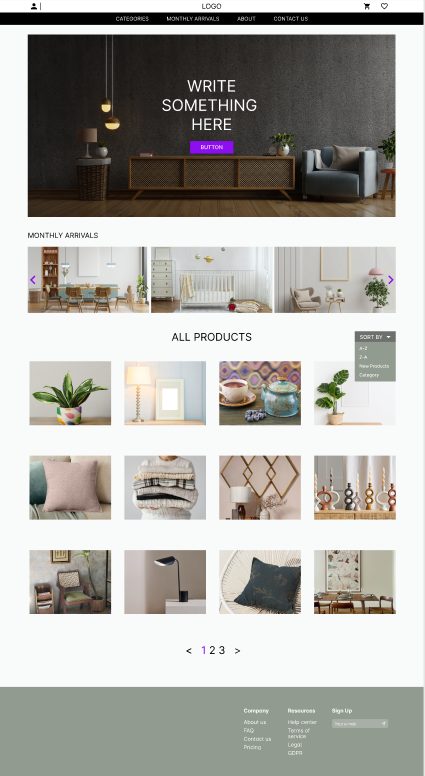 LOGO
CATEGORIES MONTHLY ARRIVALS ABOUT CONTACT US
WRITE
SOMETHING
HERE
BUTTON
MONTHLY ARRIVALS
ALL PRODUCTS
SORT BY
A-Z
Z-A
New Products
Category
< 1 2 3 >
Company Resources Sign Up
About us Help center
FAQ Terms of
service
Contact us Legal
Pricing GDPR